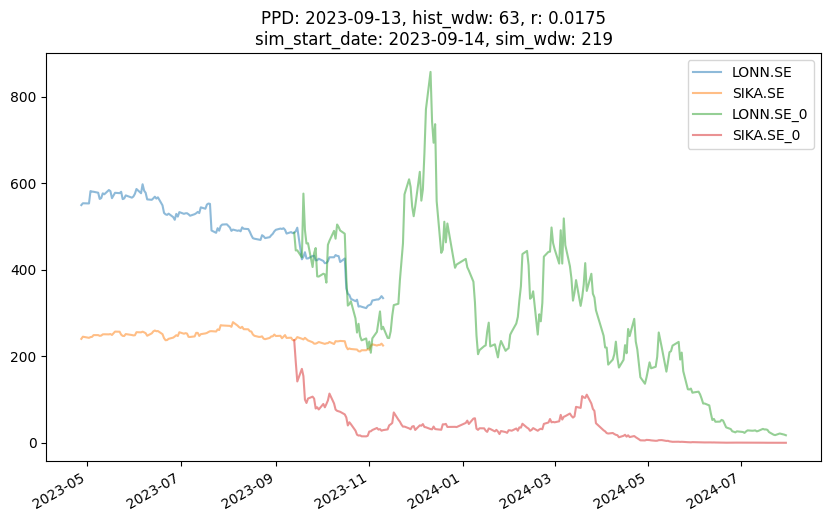 PPD: 2023-09-13, hist_wdw: 63, r: 0.0175
sim_start_date: 2023-09-14, sim_wdw: 219
LONN.SE
SIKA.SE
LONN.SE_0
SIKA.SE_0
800
600
400
200
0
2023-05
2023-07
2023-09
2023-11
2024-01
2024-03
2024-05
2024-07